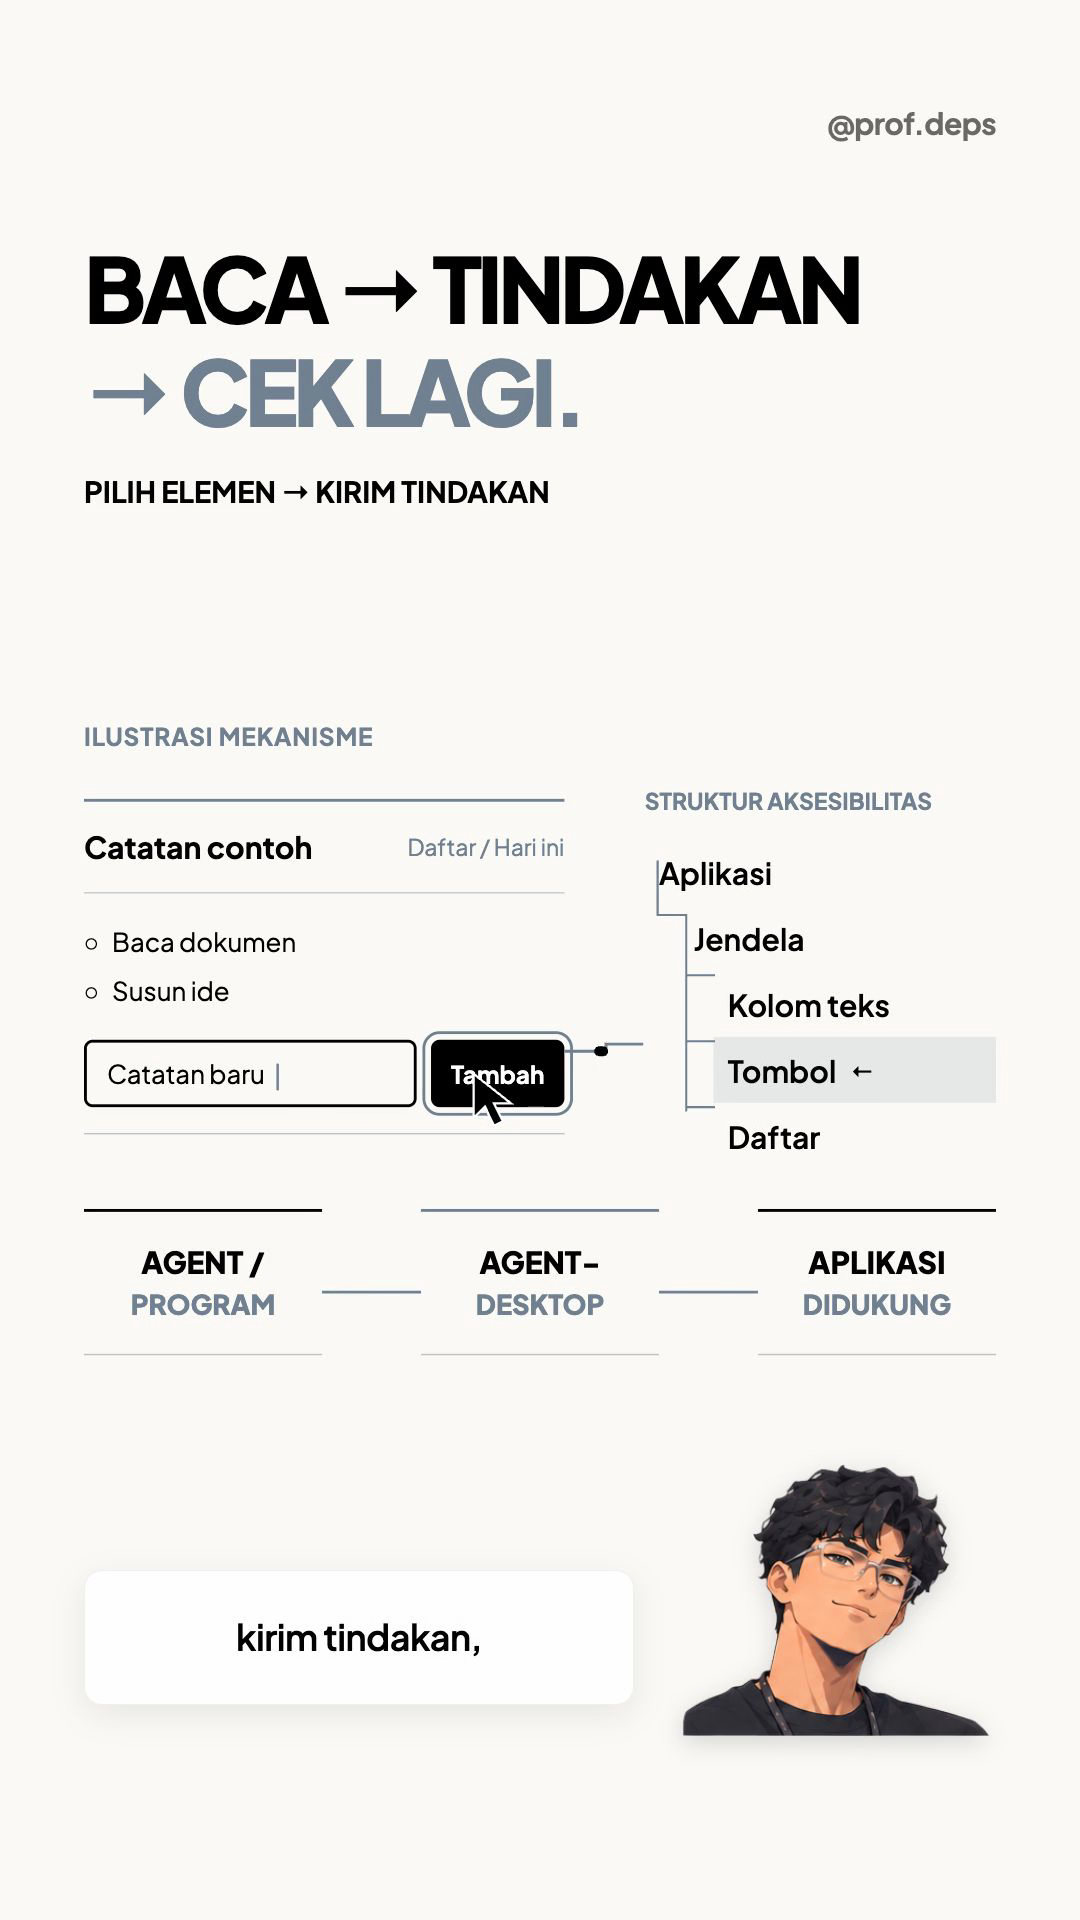 @prof.deps
BACA → TINDAKAN
→ CEK LAGI.
PILIH ELEMEN → KIRIM TINDAKAN
ILUSTRASI MEKANISME
Catatan contoh
Daftar / Hari ini
Baca dokumen
Susun ide
Catatan baru
Tambah
STRUKTUR AKSESIBILITAS
Aplikasi
Jendela
Kolom teks
Tombol ←
Daftar
AGENT /
PROGRAM
AGENT-
DESKTOP
APLIKASI
DIDUKUNG
kirim tindakan,